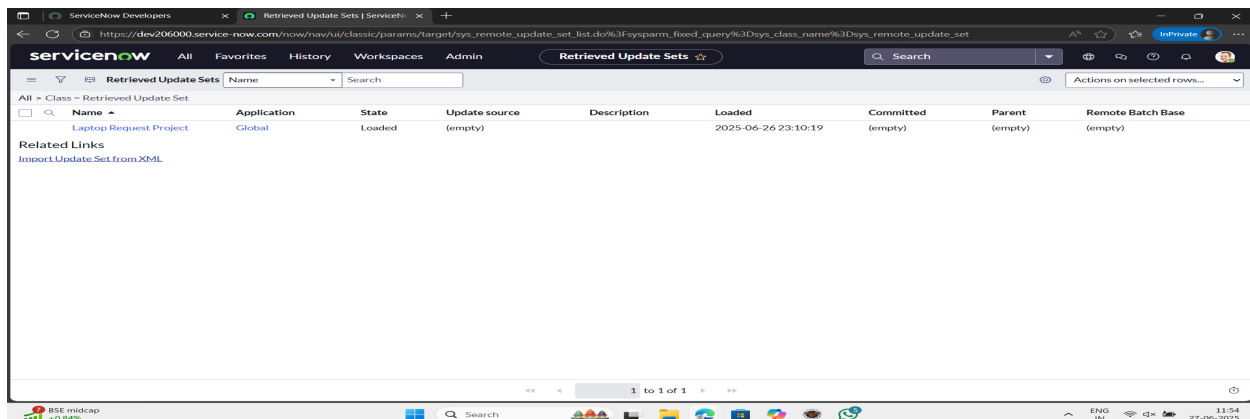 ServiceNow Developers
Retrieved Update Sets | ServiceNo
https://dev206000.service-now.com/now/nav/ui/classic/params/target/sys_remote_update_set_list.do%3Fsysparm_fixed_query%3Dsys_class_name%3Dsys_remote_update_set
InPrivate
servicenow All Favorites History Workspaces Admin Retrieved Update Sets Search
Retrieved Update Sets Name Search Actions on selected rows...
All > Class = Retrieved Update Set
Name Application State Update source Description Loaded Committed Parent Remote Batch Base
Laptop Request Project Global Loaded (empty) 2025-06-26 23:10:19 (empty) (empty) (empty)
Related Links
Import Update Set from XML
1 to 1 of 1
7 BSE midcap
+0.84%
Search
ENG
IN
11:54
27-06-2025